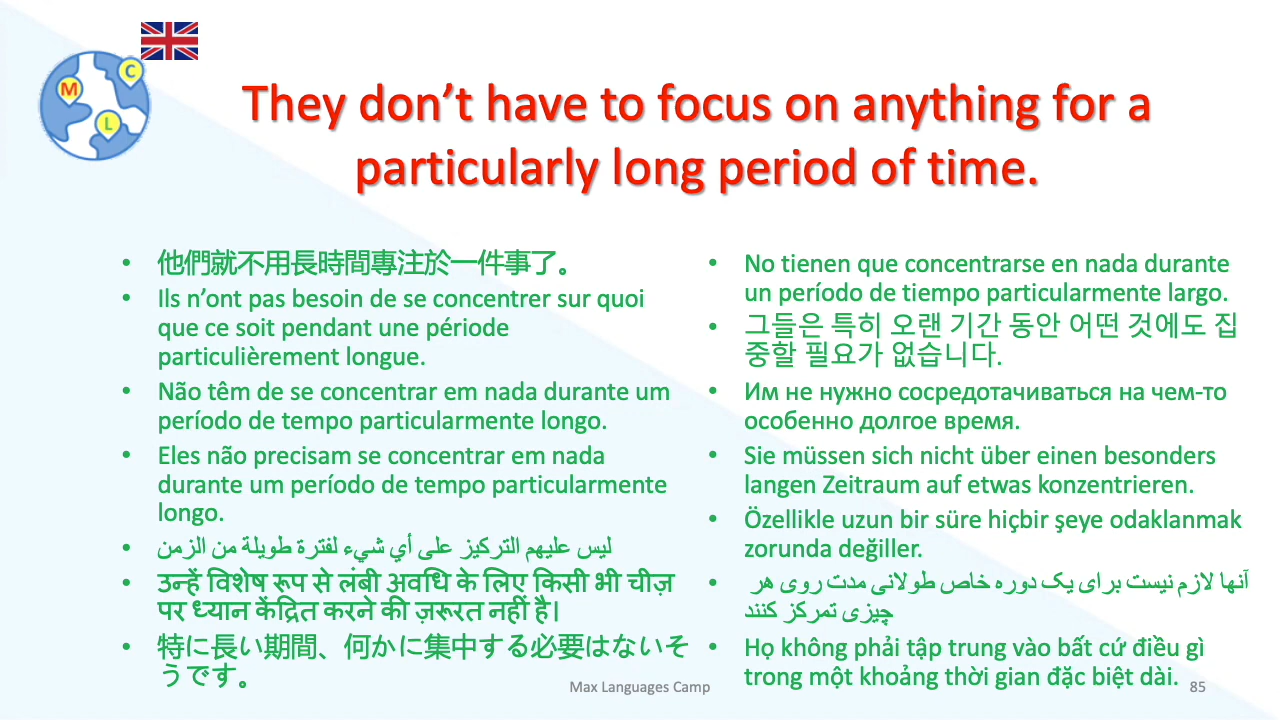 M
C
L
They don’t have to focus on anything for a
particularly long period of time.
• 他們就不用長時間專注於一件事了。
• Ils n’ont pas besoin de se concentrer sur quoi
que ce soit pendant une période
particulièrement longue.
• Não têm de se concentrar em nada durante um
período de tempo particularmente longo.
• Eles não precisam se concentrar em nada
durante um período de tempo particularmente
longo.
• ليس عليهم التركيز على أي شيء لفترة طويلة من الزمن
• उन्हें विशेष रूप से लंबी अवधि के लिए किसी भी चीज़
पर ध्यान केंद्रित करने की ज़रूरत नहीं है।
• 特に長い期間、何かに集中する必要はないそ
うです。
• No tienen que concentrarse en nada durante
un período de tiempo particularmente largo.
• 그들은 특히 오랜 기간 동안 어떤 것에도 집
중할 필요가 없습니다.
• Им не нужно сосредотачиваться на чем-то
особенно долгое время.
• Sie müssen sich nicht über einen besonders
langen Zeitraum auf etwas konzentrieren.
• Özellikle uzun bir süre hiçbir şeye odaklanmak
zorunda değiller.
• آنها لازم نیست برای یک دوره خاص طولانی مدت روی هر
چیزی تمرکز کنند
• Họ không phải tập trung vào bất cứ điều gì
trong một khoảng thời gian đặc biệt dài.
Max Languages Camp
85